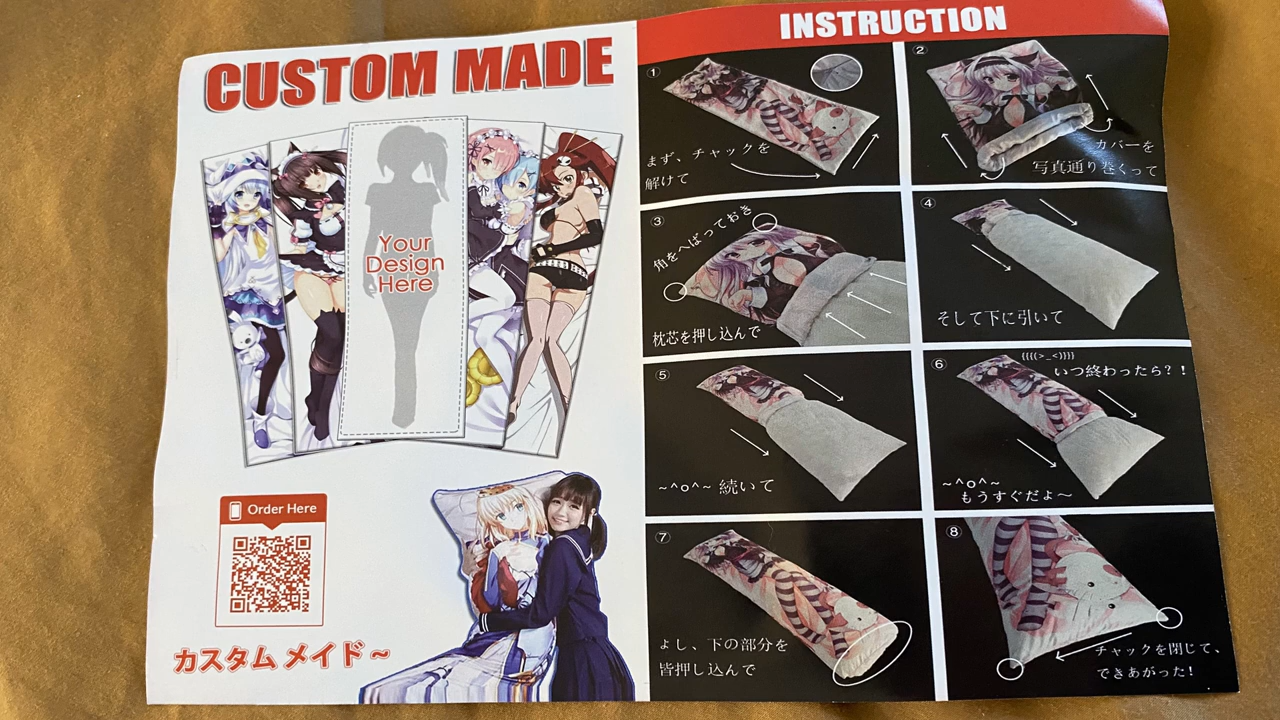 CUSTOM MADE
Your
Design
Here
Order Here
カスタム メイド~
INSTRUCTION
①
まず、チャックを
解けて
②
カバーを
写真通り巻くって
③
角をへばっておき
枕芯を押し込んで
④
そして下に引いて
⑤
~^o^~ 続いて
⑥
{{{{(>_<)}}}}
いつ終わったら?!
~^o^~
もうすぐだよ~
⑦
よし、下の部分を
皆押し込んで
⑧
チャックを閉じて、
できあがった!